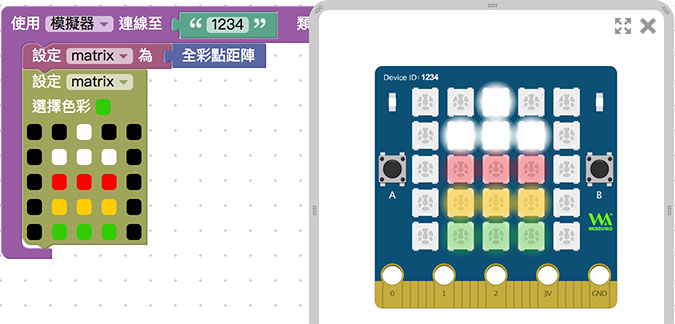 使用 模擬器 連線至 “ 1234 ” 類
設定 matrix 為 全彩點距陣
設定 matrix
選擇色彩
Device ID: 1234
A
B
WEBDUINO
0 1 2 3V GND